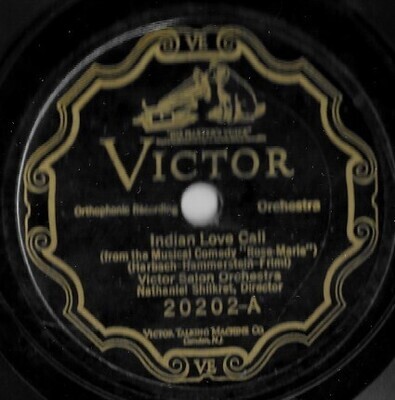 VE
"HIS MASTER'S VOICE"
VICTOR
Orthophonic Recording
Orchestra
Indian Love Call
(from the Musical Comedy "Rose-Marie")
(Harbach-Hammerstein-Friml)
Victor Salon Orchestra
Nathaniel Shilkret, Director
20202-A
VICTOR TALKING MACHINE CO.
Camden, N.J.
VE